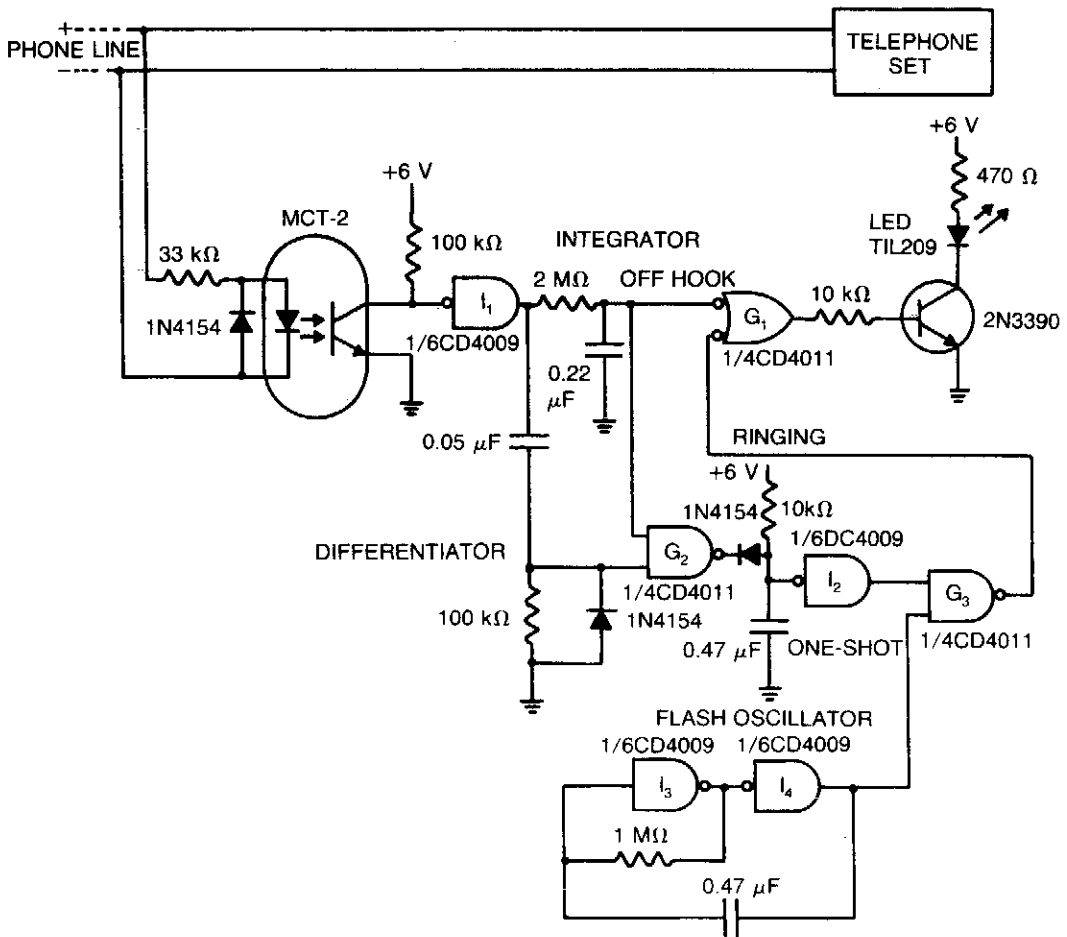 +
PHONE LINE
−
TELEPHONE
SET
+6 V
470 Ω
LED
TIL209
+6 V
MCT-2
100 kΩ
INTEGRATOR
33 kΩ
2 MΩ
OFF HOOK
I1
G1
10 kΩ
2N3390
1N4154
1/6CD4009
1/4CD4011
0.22
μF
0.05 μF
RINGING
+6 V
1N4154
10kΩ
1/6DC4009
DIFFERENTIATOR
G2
I2
G3
1/4CD4011
100 kΩ
1N4154
0.47 μF
ONE-SHOT
1/4CD4011
FLASH OSCILLATOR
1/6CD4009
1/6CD4009
I3
I4
1 MΩ
0.47 μF